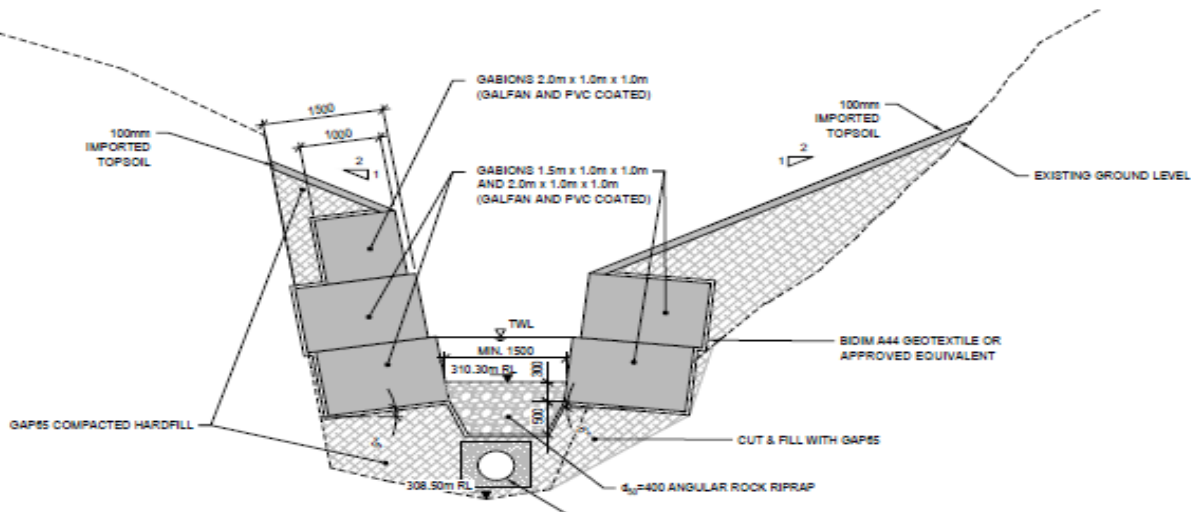 GABIONS 2.0m x 1.0m x 1.0m
(GALFAN AND PVC COATED)
1500
1000
100mm
IMPORTED
TOPSOIL
2
1
GABIONS 1.5m x 1.0m x 1.0m
AND 2.0m x 1.0m x 1.0m
(GALFAN AND PVC COATED)
100mm
IMPORTED
TOPSOIL
2
1
EXISTING GROUND LEVEL
TWL
MIN. 1500
310.30m RL
300
500
BIDIM A44 GEOTEXTILE OR
APPROVED EQUIVALENT
GAP65 COMPACTED HARDFILL
CUT & FILL WITH GAP65
308.50m RL
d50=400 ANGULAR ROCK RIPRAP